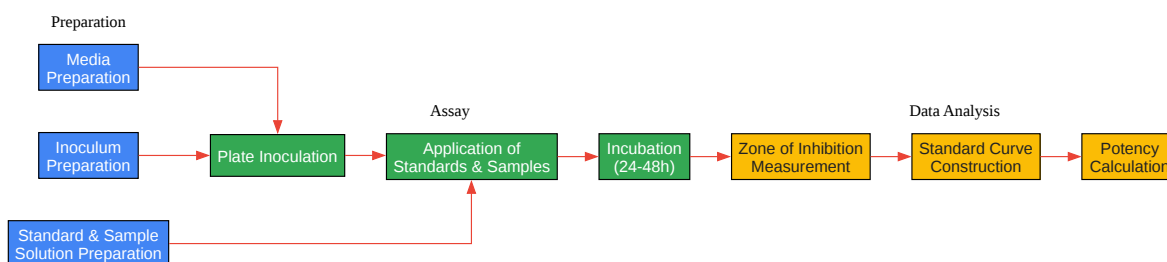 Preparation
Media
Preparation
Assay
Data Analysis
Inoculum
Preparation
Plate Inoculation
Application of
Standards & Samples
Incubation
(24-48h)
Zone of Inhibition
Measurement
Standard Curve
Construction
Potency
Calculation
Standard & Sample
Solution Preparation